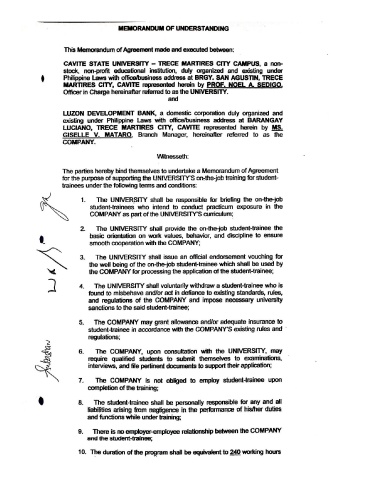 MEMORANDUM OF UNDERSTANDING
This Memorandum of Agreement made and executed between:
CAVITE STATE UNIVERSITY – TRECE MARTIRES CITY CAMPUS, a non-
stock, non-profit educational institution, duly organized and existing under
Philippine Laws with office/business address at BRGY. SAN AGUSTIN, TRECE
MARTIRES CITY, CAVITE represented herein by PROF. NOEL A. SEDIGO,
Officer in Charge hereinafter referred to as the UNIVERSITY.
and
LUZON DEVELOPMENT BANK, a domestic corporation duly organized and
existing under Philippine Laws with office/business address at BARANGAY
LUCIANO, TRECE MARTIRES CITY, CAVITE represented herein by MS.
GISELLE V. MATARO, Branch Manager, hereinafter referred to as the
COMPANY.
Witnesseth:
The parties hereby bind themselves to undertake a Memorandum of Agreement
for the purpose of supporting the UNIVERSITY'S on-the-job training for student-
trainees under the following terms and conditions:
1. The UNIVERSITY shall be responsible for briefing the on-the-job
student-trainees who intend to conduct practicum exposure in the
COMPANY as part of the UNIVERSITY'S curriculum;
2. The UNIVERSITY shall provide the on-the-job student-trainee the
basic orientation on work values, behavior, and discipline to ensure
smooth cooperation with the COMPANY;
3. The UNIVERSITY shall issue an official endorsement vouching for
the well being of the on-the-job student-trainee which shall be used by
the COMPANY for processing the application of the student-trainee;
4. The UNIVERSITY shall voluntarily withdraw a student-trainee who is
found to misbehave and/or act in defiance to existing standards, rules,
and regulations of the COMPANY and impose necessary university
sanctions to the said student-trainee;
5. The COMPANY may grant allowance and/or adequate insurance to
student-trainee in accordance with the COMPANY'S existing rules and
regulations;
6. The COMPANY, upon consultation with the UNIVERSITY, may
require qualified students to submit themselves to examinations,
interviews, and file pertinent documents to support their application;
7. The COMPANY is not obliged to employ student-trainee upon
completion of the training;
8. The student-trainee shall be personally responsible for any and all
liabilities arising from negligence in the performance of his/her duties
and functions while under training;
9. There is no employer-employee relationship between the COMPANY
and the student-trainee;
10. The duration of the program shall be equivalent to 240 working hours